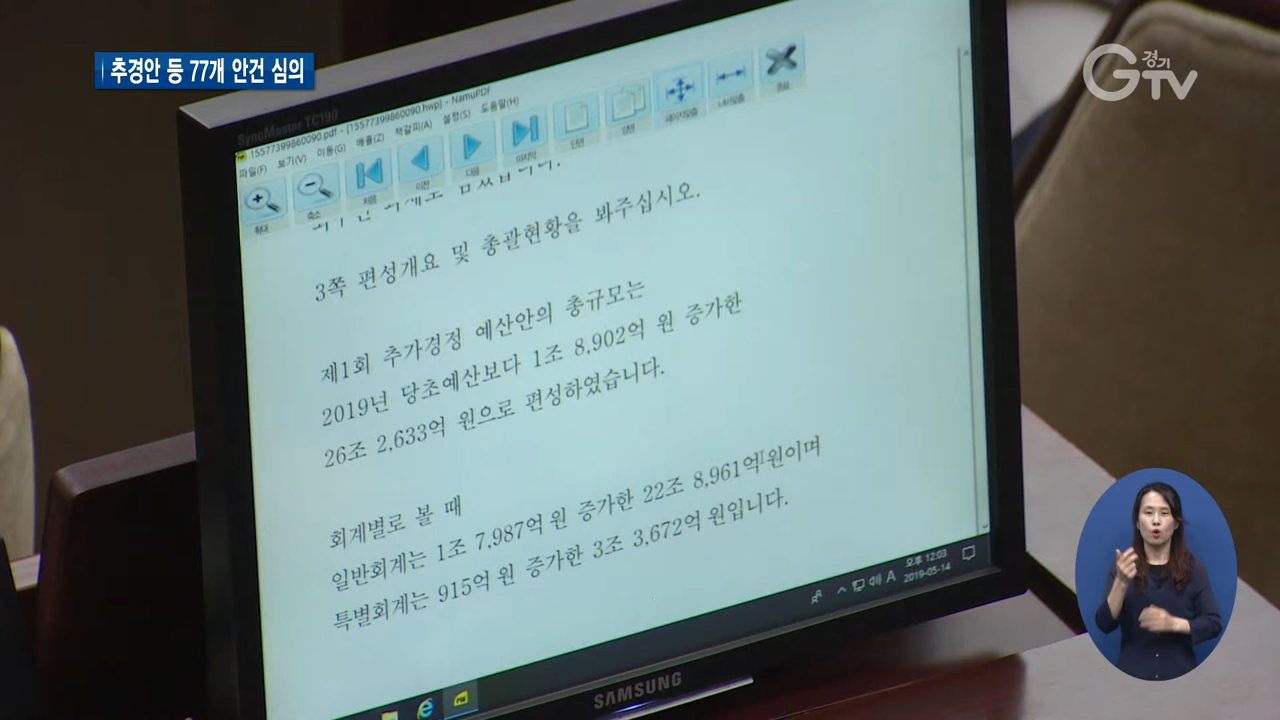 추경안 등 77개 안건 심의
경기
GTV
SyncMaster TC190
15577399860090.pdf - [15577399860090.hwp] - NamuPDF
파일(F) 보기(V) 이동(G) 배율(Z) 책갈피(A) 설정(S) 도움말(H)
확대 축소 처음 이전 다음 마지막 단면 양면 페이지맞춤 너비맞춤 종료
3쪽 편성개요 및 총괄현황을 봐주십시오.
제1회 추가경정 예산안의 총규모는
2019년 당초예산보다 1조 8,902억 원 증가한
26조 2,633억 원으로 편성하였습니다.
회계별로 볼 때
일반회계는 1조 7,987억 원 증가한 22조 8,961억 원이며
특별회계는 915억 원 증가한 3조 3,672억 원입니다.
A 오후 12:03
2019-05-14
SAMSUNG